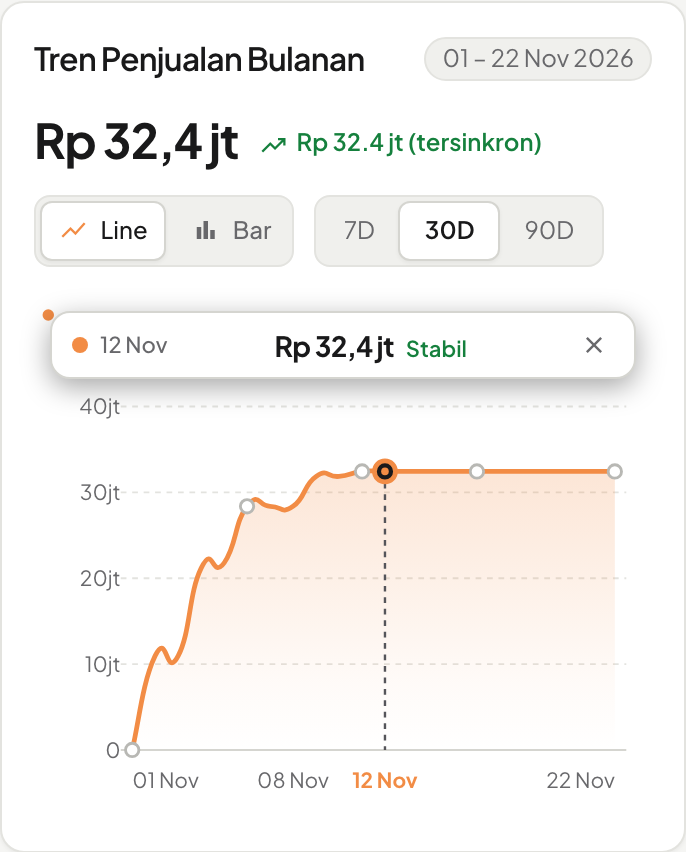 Tren Penjualan Bulanan
01 – 22 Nov 2026
Rp 32,4 jt
Rp 32.4 jt (tersinkron)
Line
Bar
7D
30D
90D
12 Nov
Rp 32,4 jt
Stabil
40jt
30jt
20jt
10jt
0
01 Nov
08 Nov
12 Nov
22 Nov